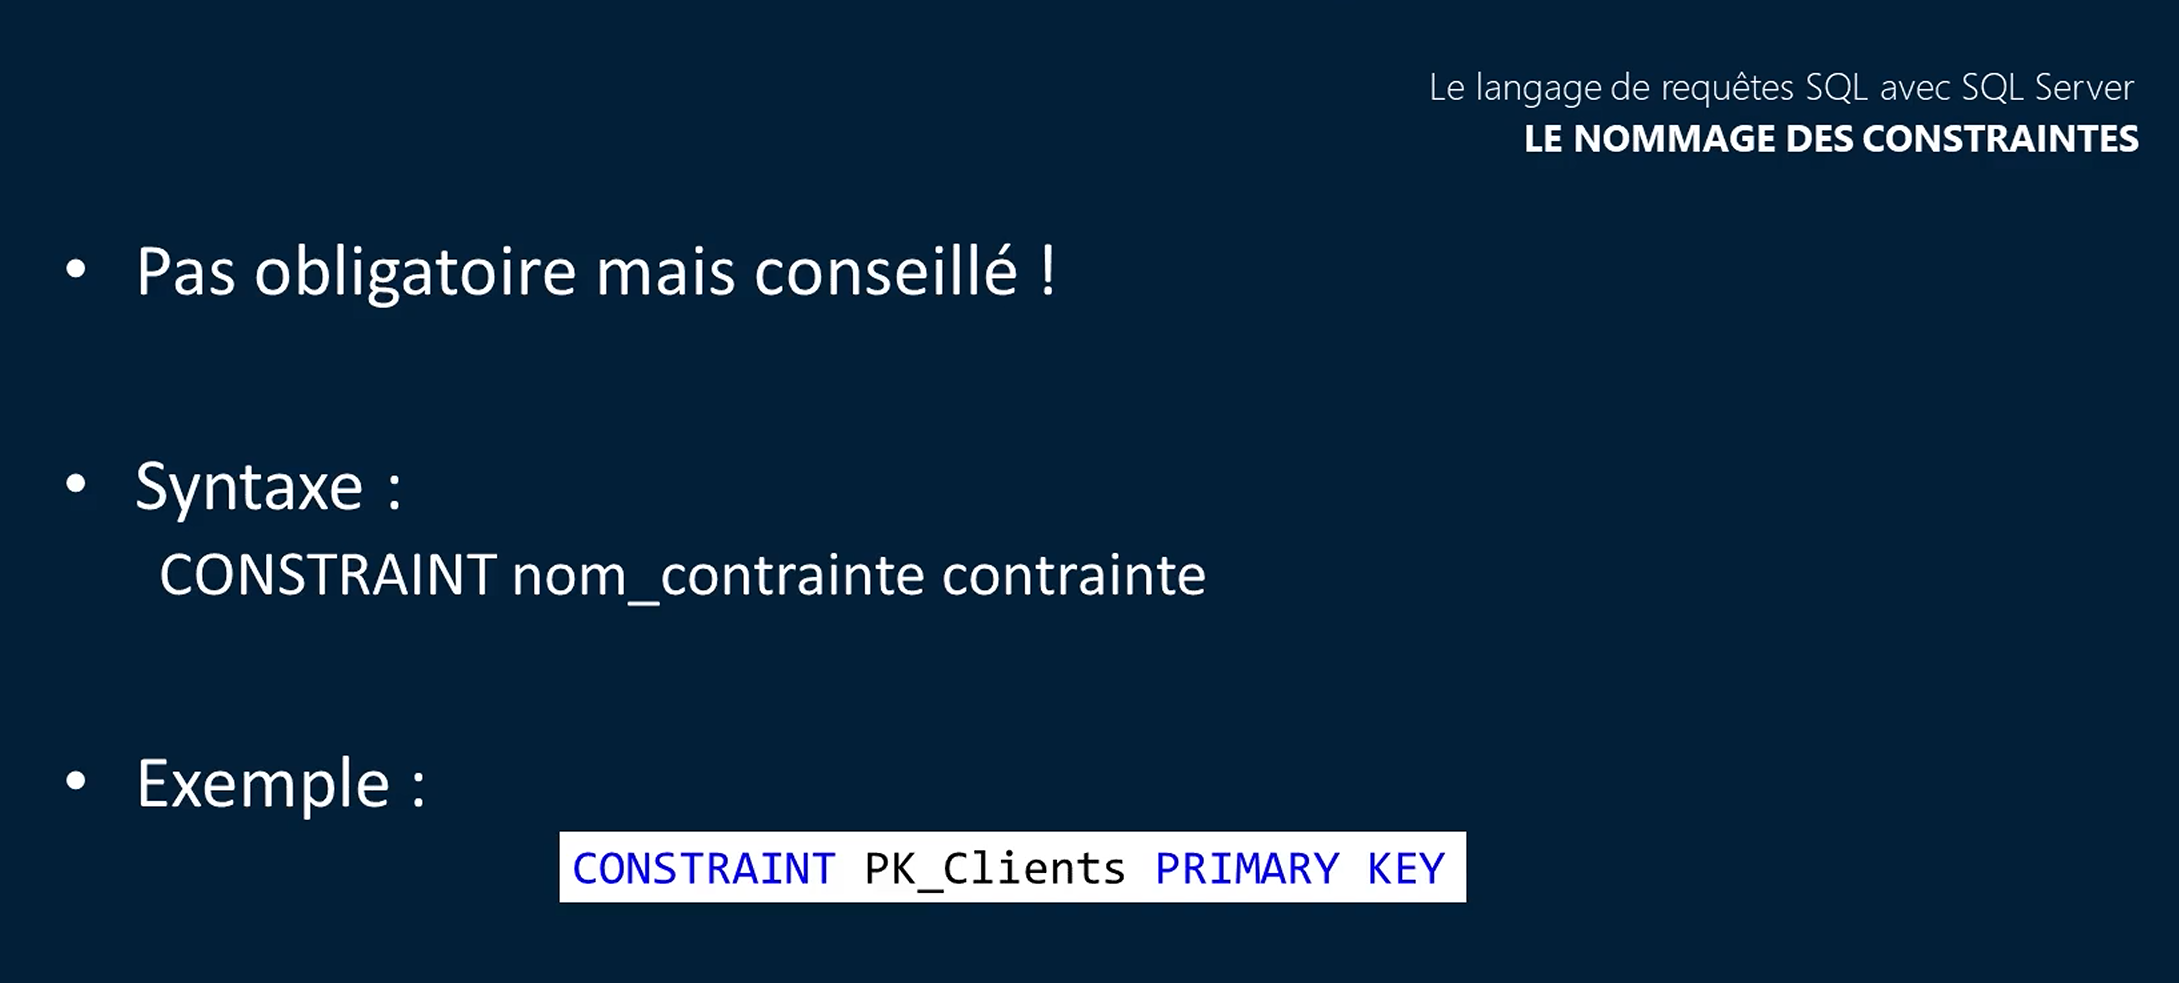 Le langage de requêtes SQL avec SQL Server
LE NOMMAGE DES CONSTRAINTES
• Pas obligatoire mais conseillé !
• Syntaxe :
CONSTRAINT nom_contrainte contrainte
• Exemple :
CONSTRAINT PK_Clients PRIMARY KEY